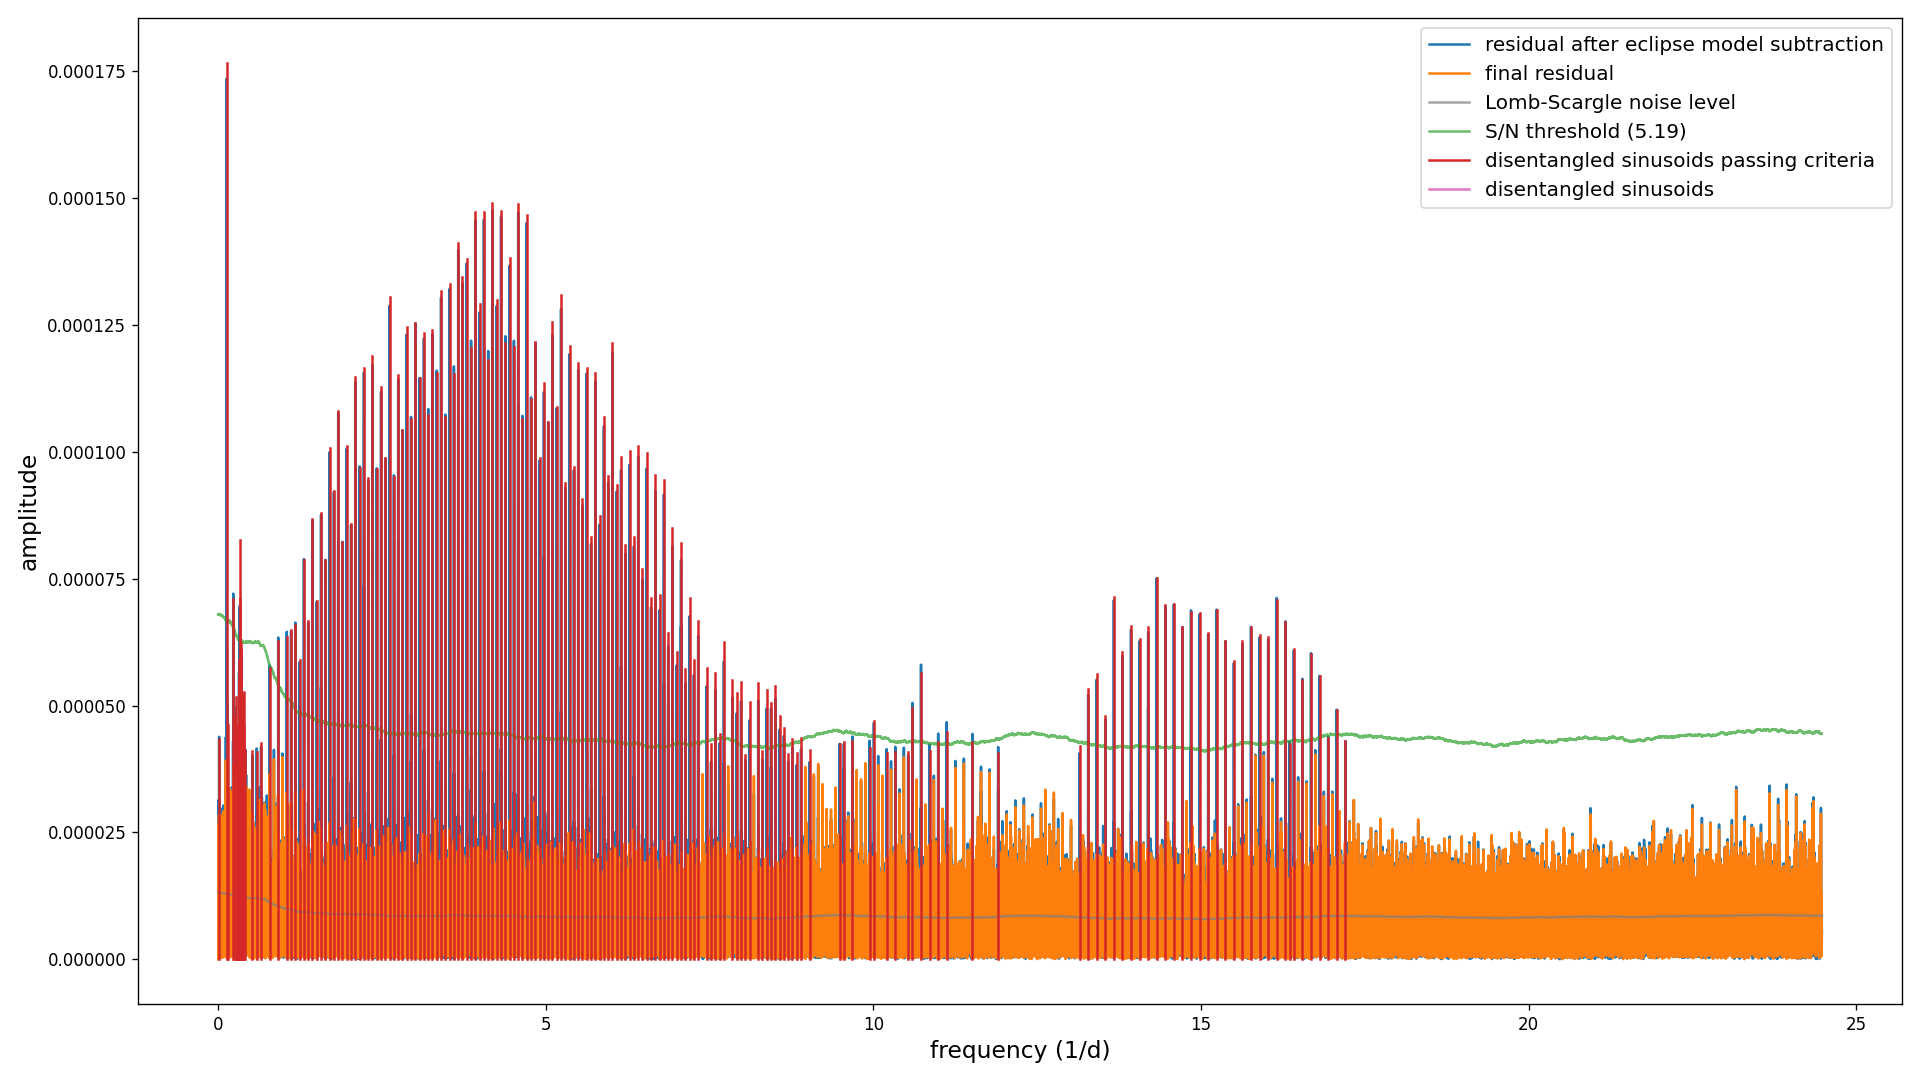 residual after eclipse model subtraction
final residual
Lomb-Scargle noise level
S/N threshold (5.19)
disentangled sinusoids passing criteria
disentangled sinusoids
0.000175
0.000150
0.000125
0.000100
0.000075
0.000050
0.000025
0.000000
amplitude
0 5 10 15 20 25
frequency (1/d)